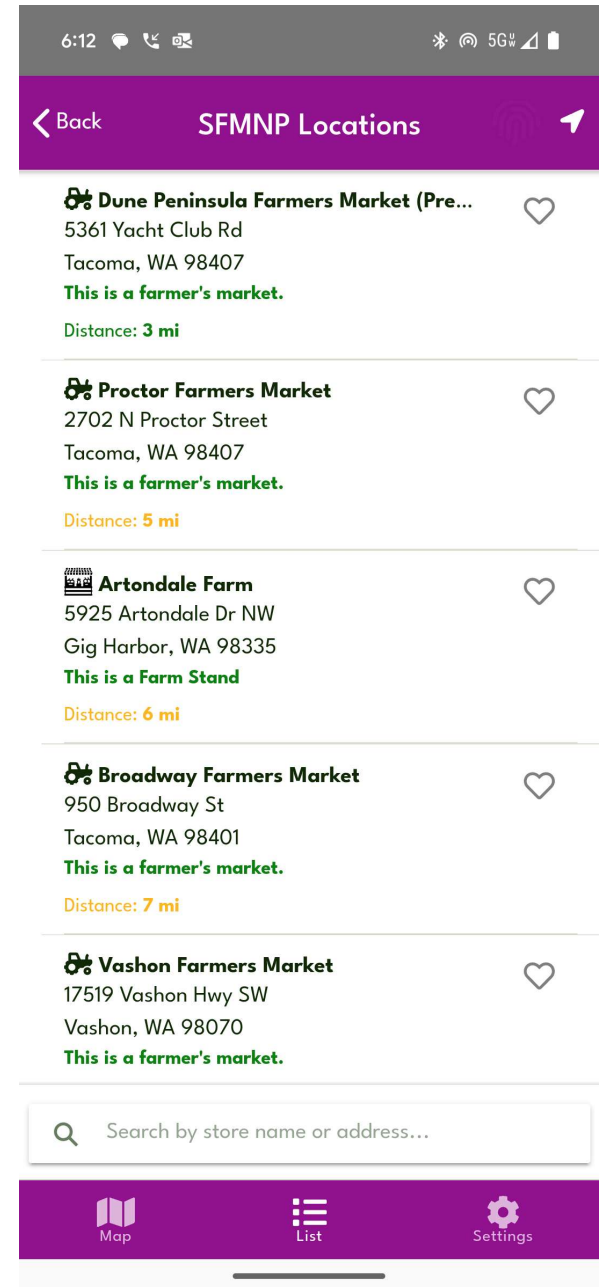 6:12
5G
Back
SFMNP Locations
Dune Peninsula Farmers Market (Pre...
5361 Yacht Club Rd
Tacoma, WA 98407
This is a farmer's market.
Distance: 3 mi
Proctor Farmers Market
2702 N Proctor Street
Tacoma, WA 98407
This is a farmer's market.
Distance: 5 mi
Artondale Farm
5925 Artondale Dr NW
Gig Harbor, WA 98335
This is a Farm Stand
Distance: 6 mi
Broadway Farmers Market
950 Broadway St
Tacoma, WA 98401
This is a farmer's market.
Distance: 7 mi
Vashon Farmers Market
17519 Vashon Hwy SW
Vashon, WA 98070
This is a farmer's market.
Search by store name or address...
Map
List
Settings